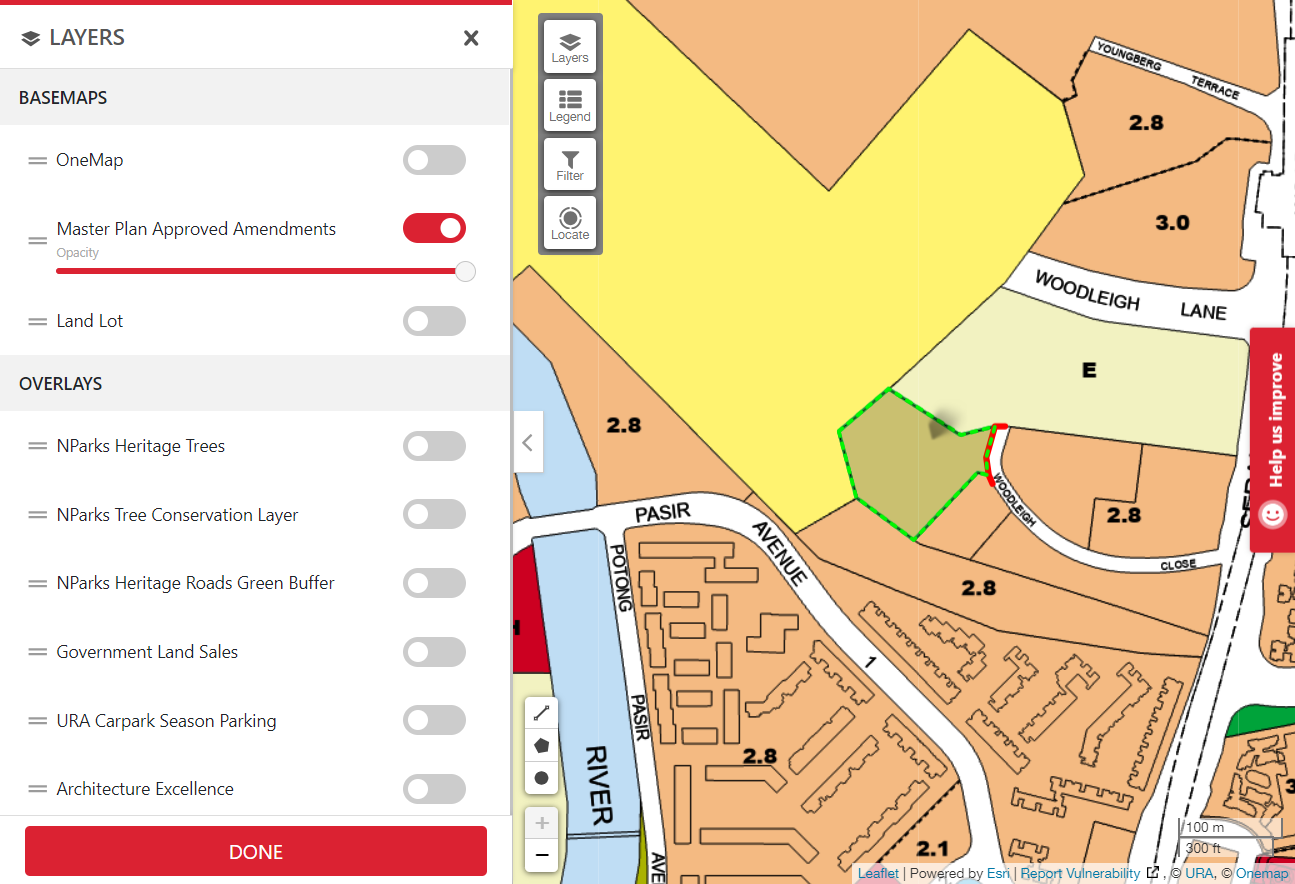 LAYERS
BASEMAPS
OneMap
Master Plan Approved Amendments
Opacity
Land Lot
OVERLAYS
NParks Heritage Trees
NParks Tree Conservation Layer
NParks Heritage Roads Green Buffer
Government Land Sales
URA Carpark Season Parking
Architecture Excellence
DONE
Layers
Legend
Filter
Locate
YOUNGBERG TERRACE
2.8
3.0
WOODLEIGH LANE
E
2.8
Help us improve
WOODLEIGH CLOSE
2.8
2.8
PASIR
AVENUE
1
POTONG
PASIR
AVE
RIVER
2.8
2.1
+
−
100 m
300 ft
Leaflet | Powered by Esri | Report Vulnerability , © URA, © Onemap